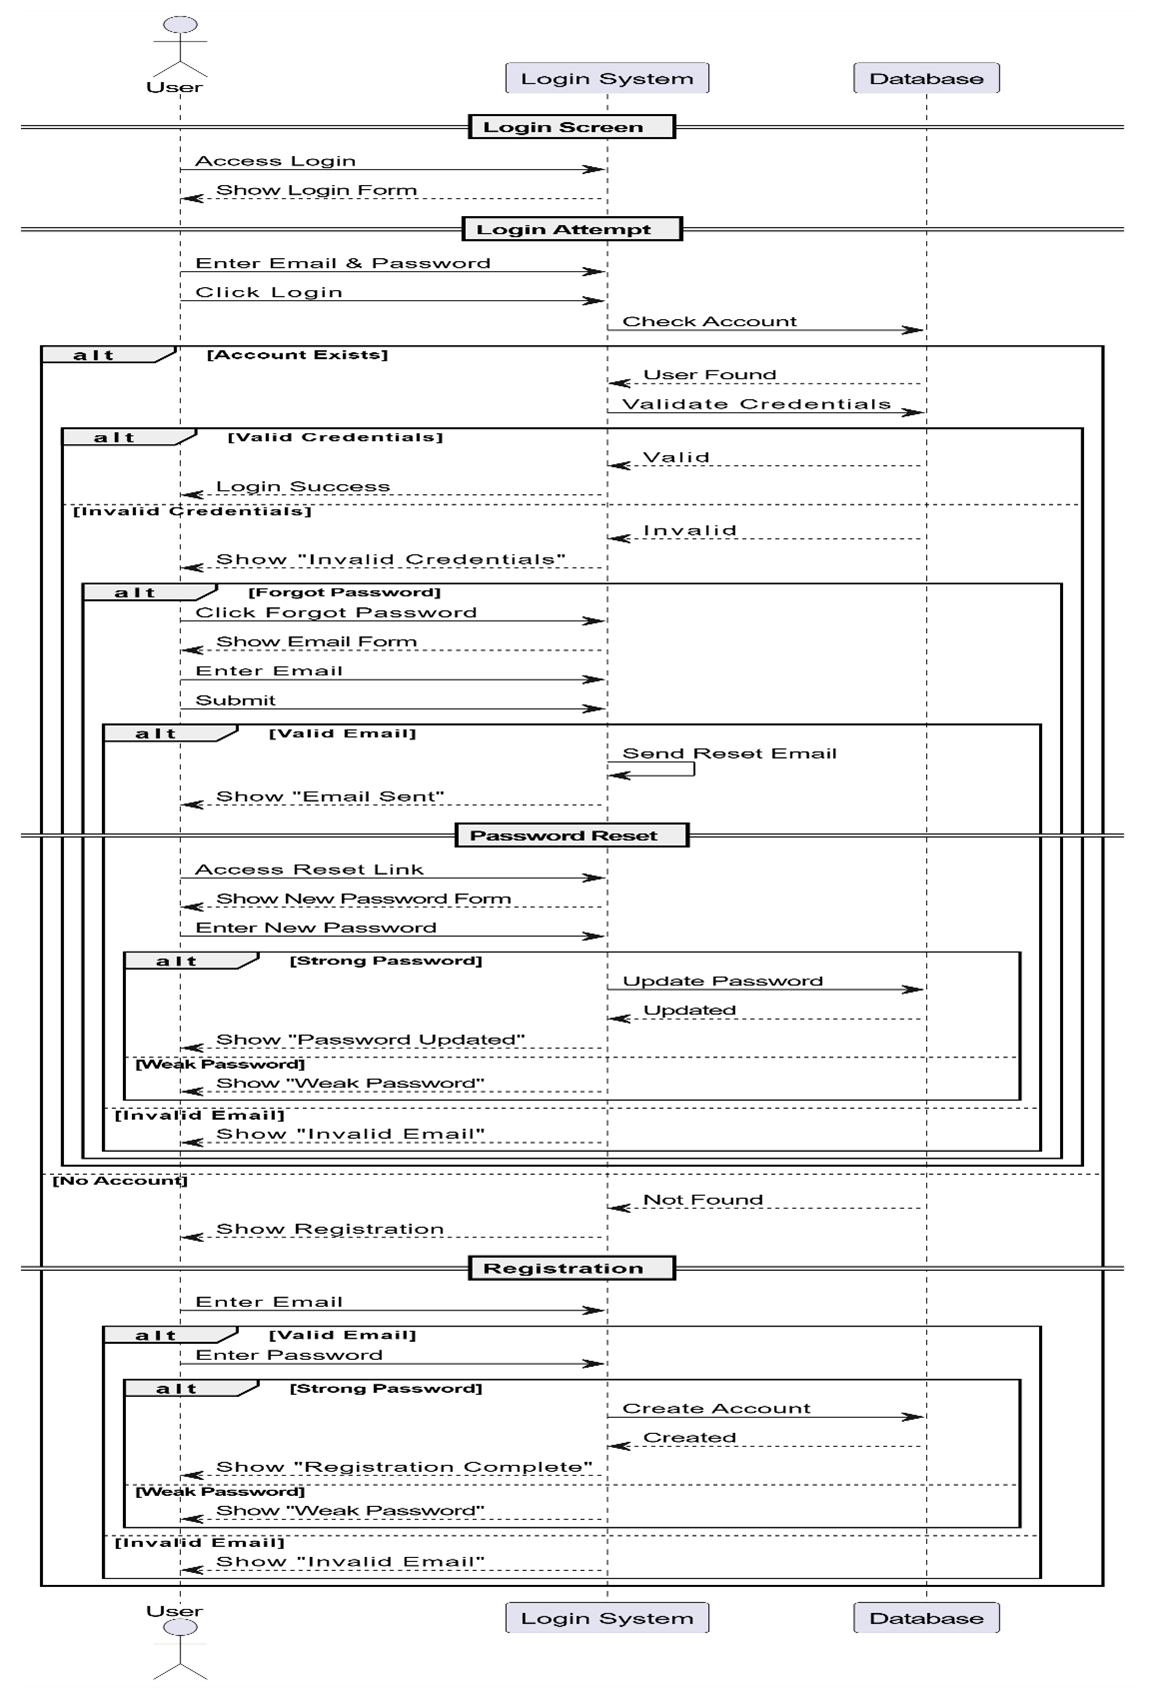 User
Login System
Database
Login Screen
Access Login
Show Login Form
Login Attempt
Enter Email & Password
Click Login
Check Account
alt [Account Exists]
User Found
Validate Credentials
alt [Valid Credentials]
Valid
Login Success
[Invalid Credentials]
Invalid
Show "Invalid Credentials"
alt [Forgot Password]
Click Forgot Password
Show Email Form
Enter Email
Submit
alt [Valid Email]
Send Reset Email
Show "Email Sent"
Password Reset
Access Reset Link
Show New Password Form
Enter New Password
alt [Strong Password]
Update Password
Updated
Show "Password Updated"
[Weak Password]
Show "Weak Password"
[Invalid Email]
Show "Invalid Email"
[No Account]
Not Found
Show Registration
Registration
Enter Email
alt [Valid Email]
Enter Password
alt [Strong Password]
Create Account
Created
Show "Registration Complete"
[Weak Password]
Show "Weak Password"
[Invalid Email]
Show "Invalid Email"
User
Login System
Database